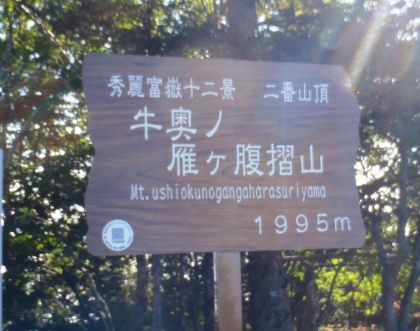 秀麗富嶽十二景　二番山頂
牛奥ノ
雁ヶ腹摺山
Mt.ushiokunogangaharasuriyama
1995m